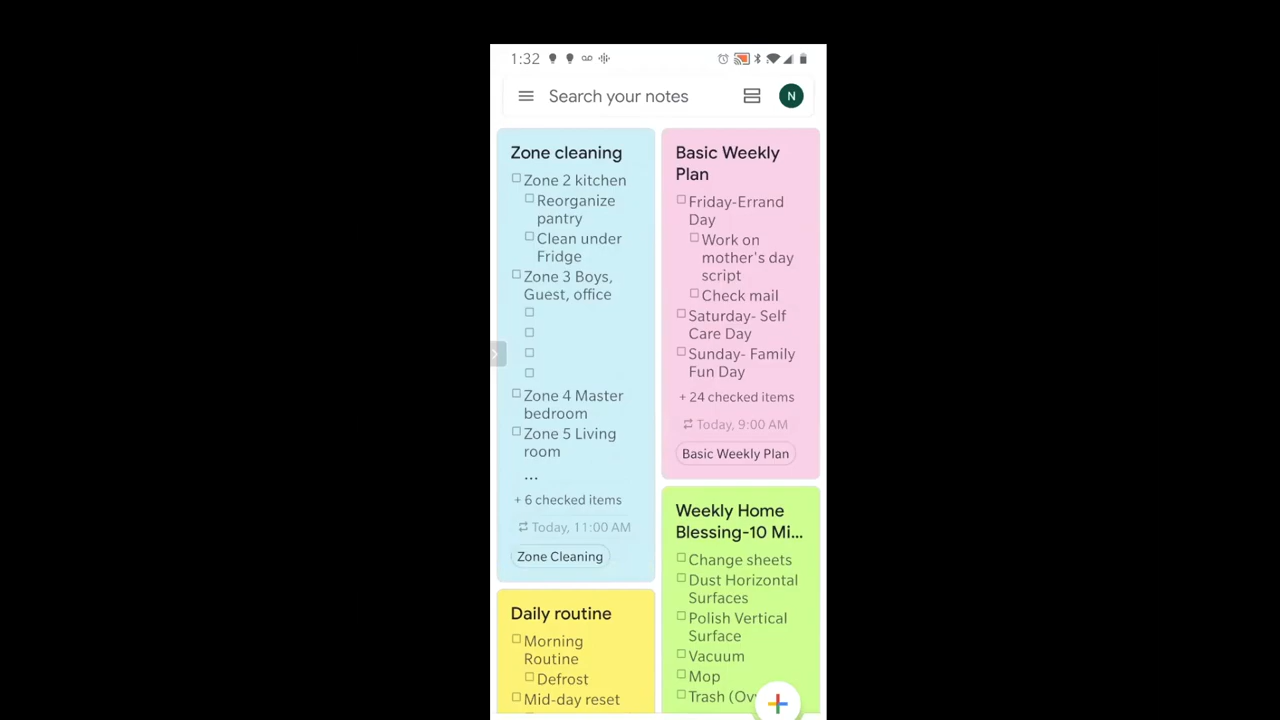 1:32
Search your notes
N
Zone cleaning
Zone 2 kitchen
Reorganize
pantry
Clean under
Fridge
Zone 3 Boys,
Guest, office
Zone 4 Master
bedroom
Zone 5 Living
room
...
+ 6 checked items
Today, 11:00 AM
Zone Cleaning
Daily routine
Morning
Routine
Defrost
Mid-day reset
Basic Weekly
Plan
Friday-Errand
Day
Work on
mother's day
script
Check mail
Saturday- Self
Care Day
Sunday- Family
Fun Day
+ 24 checked items
Today, 9:00 AM
Basic Weekly Plan
Weekly Home
Blessing-10 Mi...
Change sheets
Dust Horizontal
Surfaces
Polish Vertical
Surface
Vacuum
Mop
Trash